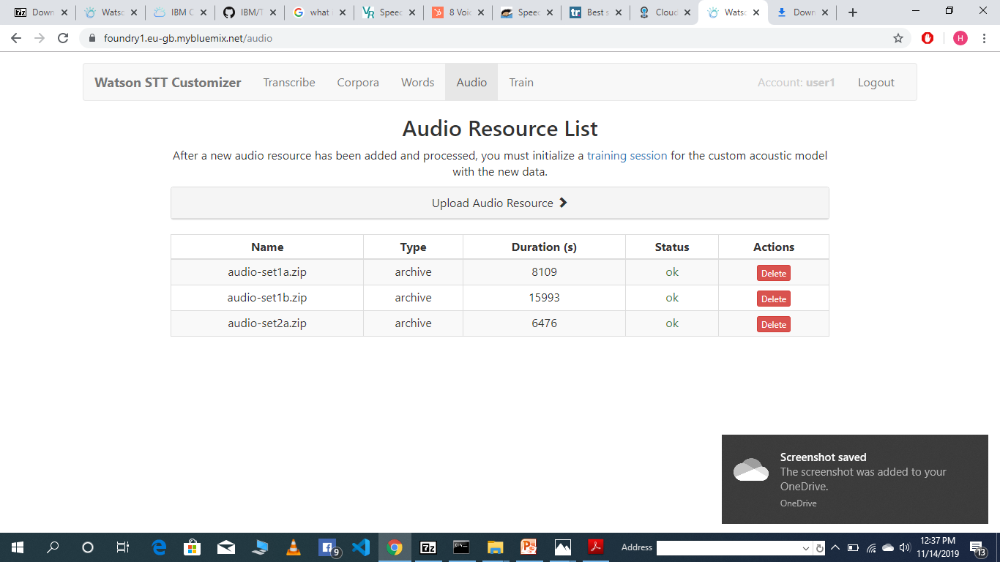 Down
Wats
IBM C
IBM/T
what
Speec
8 Voic
Speec
Best s
Cloud
Watso
Down
foundry1.eu-gb.mybluemix.net/audio
H
Watson STT Customizer
Transcribe
Corpora
Words
Audio
Train
Account: user1
Logout
Audio Resource List
After a new audio resource has been added and processed, you must initialize a training session for the custom acoustic model
with the new data.
Upload Audio Resource
Name Type Duration (s) Status Actions
audio-set1a.zip archive 8109 ok Delete
audio-set1b.zip archive 15993 ok Delete
audio-set2a.zip archive 6476 ok Delete
Screenshot saved
The screenshot was added to your
OneDrive.
OneDrive
9
7z
Address
12:37 PM
11/14/2019
13